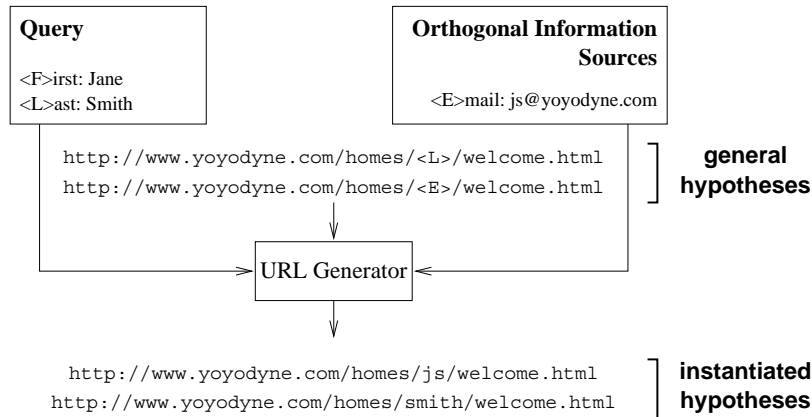 Query
<F>irst: Jane
<L>ast: Smith
Orthogonal Information
Sources
<E>mail: js@yoyodyne.com
http://www.yoyodyne.com/homes/<L>/welcome.html
http://www.yoyodyne.com/homes/<E>/welcome.html
general
hypotheses
URL Generator
http://www.yoyodyne.com/homes/js/welcome.html
http://www.yoyodyne.com/homes/smith/welcome.html
instantiated
hypotheses